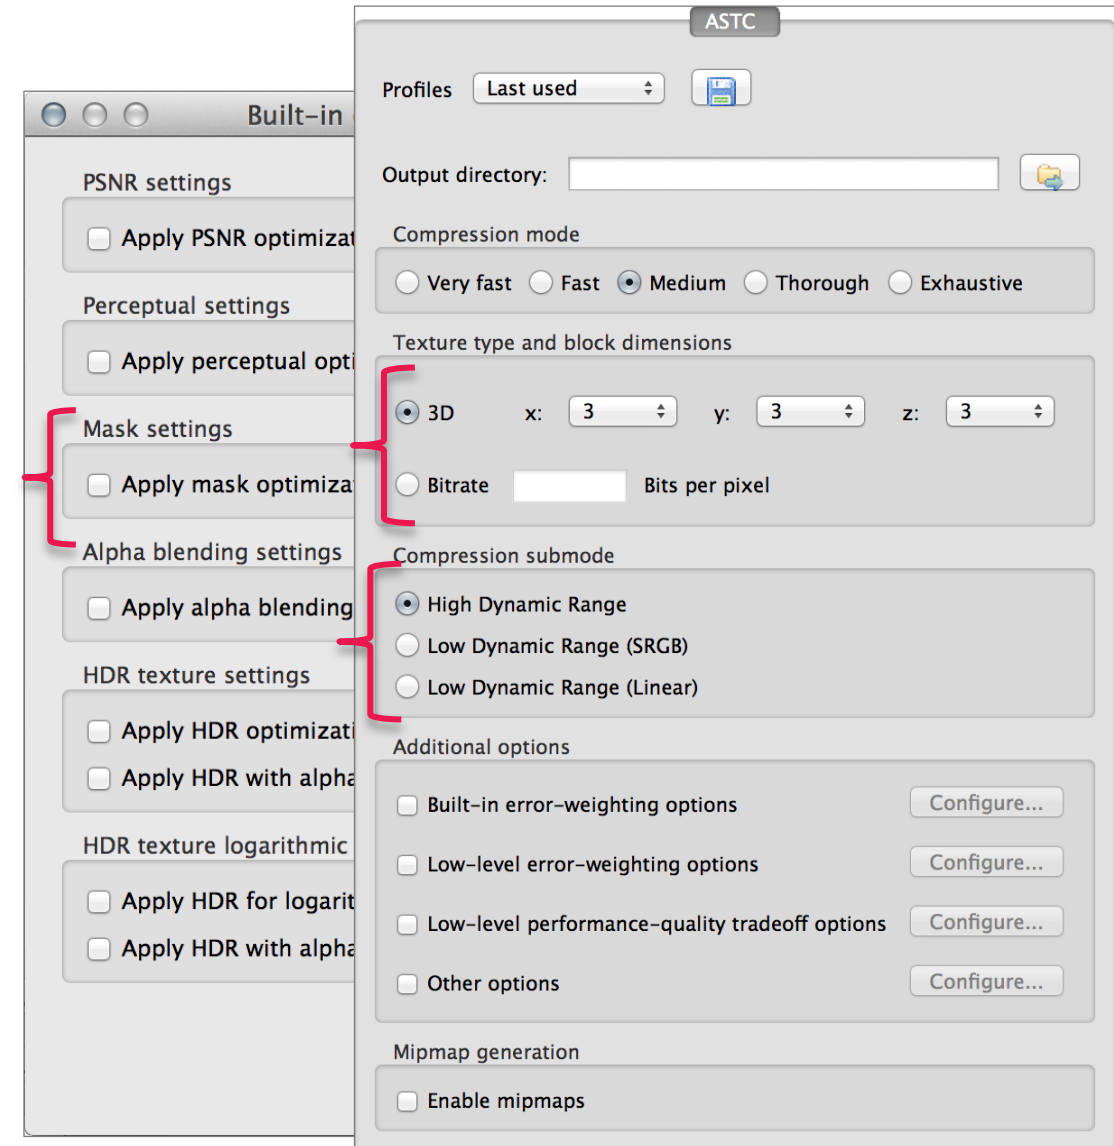 ASTC
Profiles Last used
Output directory:
Compression mode
Very fast Fast Medium Thorough Exhaustive
Texture type and block dimensions
3D x: 3 y: 3 z: 3
Bitrate Bits per pixel
Compression submode
High Dynamic Range
Low Dynamic Range (SRGB)
Low Dynamic Range (Linear)
Additional options
Built-in error-weighting options Configure...
Low-level error-weighting options Configure...
Low-level performance-quality tradeoff options Configure...
Other options Configure...
Mipmap generation
Enable mipmaps
Built-in
PSNR settings
Apply PSNR
Perceptual settings
Apply perceptual
Mask settings
Apply mask
Alpha blending settings
Apply alpha blending
HDR texture settings
Apply HDR
Apply HDR with alpha
HDR texture logarithmic
Apply HDR for
Apply HDR with alpha